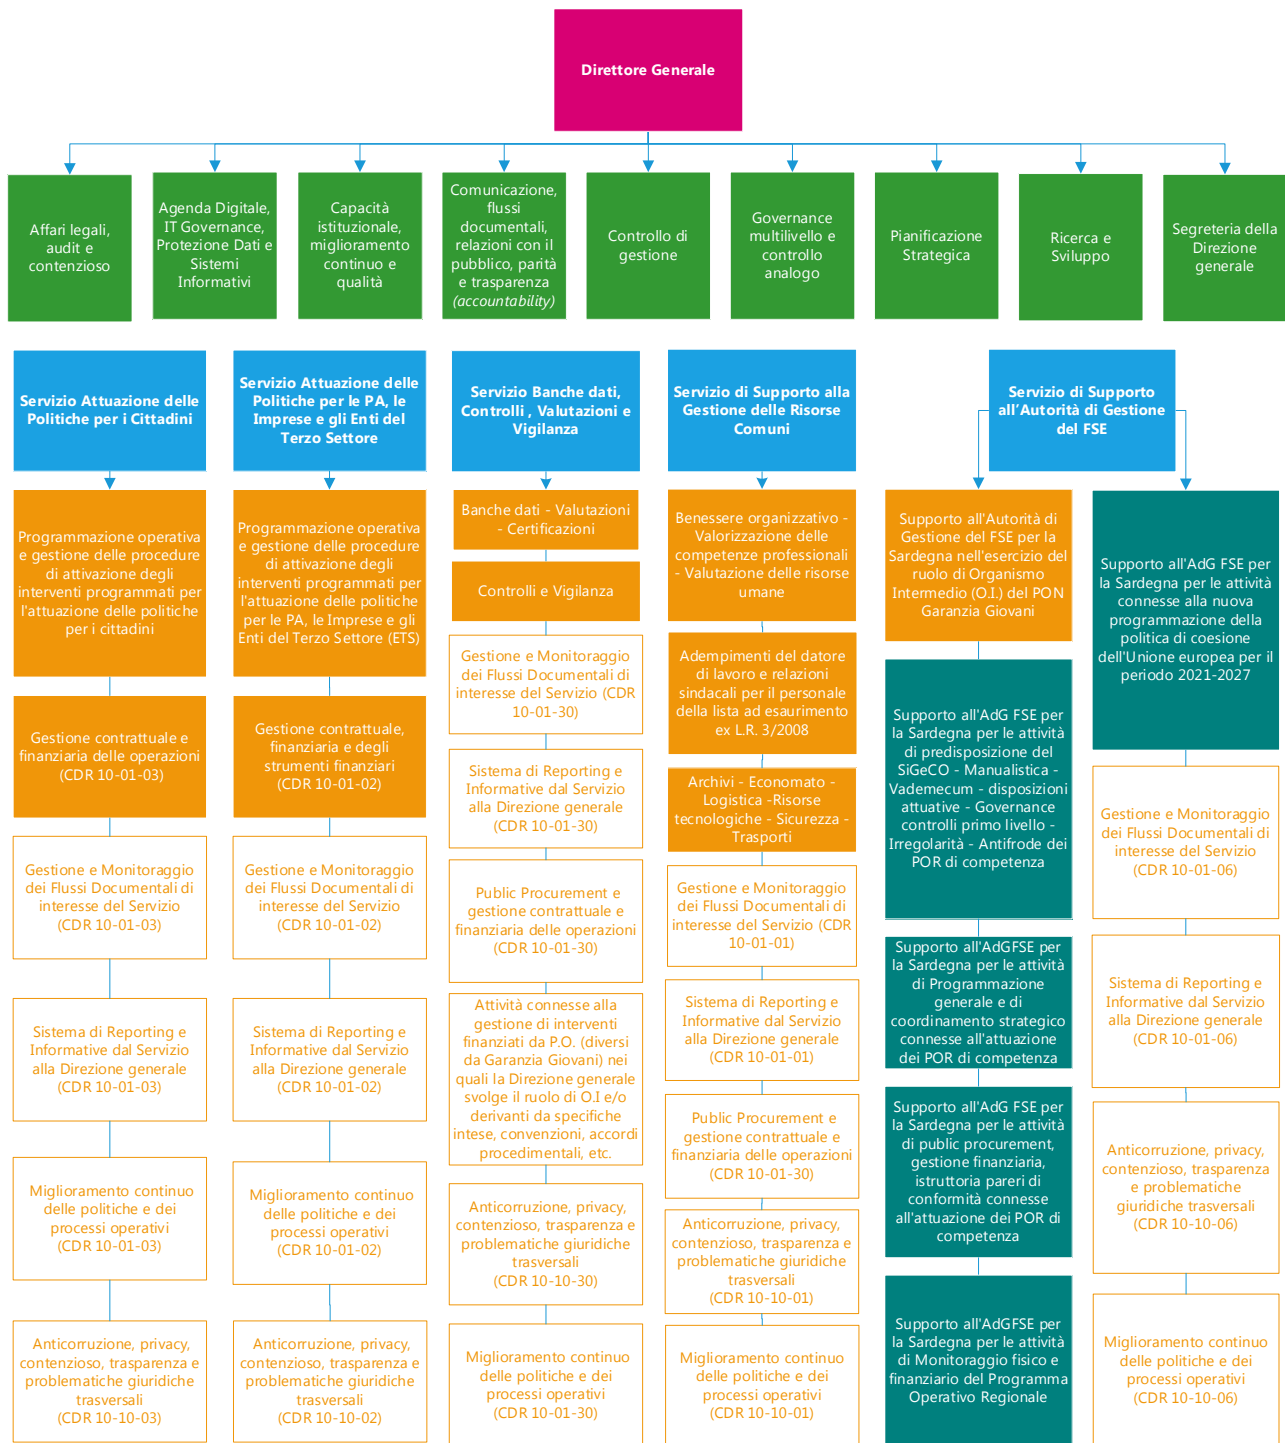 Direttore Generale
Affari legali,
audit e
contenzioso
Agenda Digitale,
IT Governance,
Protezione Dati e
Sistemi
Informativi
Capacità
istituzionale,
miglioramento
continuo e
qualità
Comunicazione,
flussi
documentali,
relazioni con il
pubblico, parità
e trasparenza
(accountability)
Controllo di
gestione
Governance
multilivello e
controllo
analogo
Pianificazione
Strategica
Ricerca e
Sviluppo
Segreteria della
Direzione
generale
Servizio Attuazione delle
Politiche per i Cittadini
Programmazione operativa
e gestione delle procedure
di attivazione degli
interventi programmati per
l'attuazione delle politiche
per i cittadini
Gestione contrattuale e
finanziaria delle operazioni
(CDR 10-01-03)
Gestione e Monitoraggio
dei Flussi Documentali di
interesse del Servizio
(CDR 10-01-03)
Sistema di Reporting e
Informative dal Servizio
alla Direzione generale
(CDR 10-01-03)
Miglioramento continuo
delle politiche e dei
processi operativi
(CDR 10-01-03)
Anticorruzione, privacy,
contenzioso, trasparenza e
problematiche giuridiche
trasversali
(CDR 10-10-03)
Servizio Attuazione delle
Politiche per le PA, le
Imprese e gli Enti del
Terzo Settore
Programmazione operativa
e gestione delle procedure
di attivazione degli
interventi programmati per
l'attuazione delle politiche
per le PA, le Imprese e gli
Enti del Terzo Settore (ETS)
Gestione contrattuale,
finanziaria e degli
strumenti finanziari
(CDR 10-01-02)
Gestione e Monitoraggio
dei Flussi Documentali di
interesse del Servizio
(CDR 10-01-02)
Sistema di Reporting e
Informative dal Servizio
alla Direzione generale
(CDR 10-01-02)
Miglioramento continuo
delle politiche e dei
processi operativi
(CDR 10-01-02)
Anticorruzione, privacy,
contenzioso, trasparenza e
problematiche giuridiche
trasversali
(CDR 10-10-02)
Servizio Banche dati,
Controlli , Valutazioni e
Vigilanza
Banche dati - Valutazioni
- Certificazioni
Controlli e Vigilanza
Gestione e Monitoraggio
dei Flussi Documentali di
interesse del Servizio (CDR
10-01-30)
Sistema di Reporting e
Informative dal Servizio
alla Direzione generale
(CDR 10-01-30)
Public Procurement e
gestione contrattuale e
finanziaria delle operazioni
(CDR 10-01-30)
Attività connesse alla
gestione di interventi
finanziati da P.O. (diversi
da Garanzia Giovani) nei
quali la Direzione generale
svolge il ruolo di O.I e/o
derivanti da specifiche
intese, convenzioni, accordi
procedimentali, etc.
Anticorruzione, privacy,
contenzioso, trasparenza e
problematiche giuridiche
trasversali
(CDR 10-10-30)
Miglioramento continuo
delle politiche e dei
processi operativi
(CDR 10-01-30)
Servizio di Supporto alla
Gestione delle Risorse
Comuni
Benessere organizzativo -
Valorizzazione delle
competenze professionali
- Valutazione delle risorse
umane
Adempimenti del datore
di lavoro e relazioni
sindacali per il personale
della lista ad esaurimento
ex L.R. 3/2008
Archivi - Economato -
Logistica -Risorse
tecnologiche - Sicurezza -
Trasporti
Gestione e Monitoraggio
dei Flussi Documentali di
interesse del Servizio (CDR
10-01-01)
Sistema di Reporting e
Informative dal Servizio
alla Direzione generale
(CDR 10-01-01)
Public Procurement e
gestione contrattuale e
finanziaria delle operazioni
(CDR 10-01-30)
Anticorruzione, privacy,
contenzioso, trasparenza e
problematiche giuridiche
trasversali
(CDR 10-10-01)
Miglioramento continuo
delle politiche e dei
processi operativi
(CDR 10-10-01)
Servizio di Supporto
all'Autorità di Gestione
del FSE
Supporto all'Autorità di
Gestione del FSE per la
Sardegna nell'esercizio del
ruolo di Organismo
Intermedio (O.I.) del PON
Garanzia Giovani
Supporto all'AdG FSE per
la Sardegna per le attività
di predisposizione del
SiGeCO - Manualistica -
Vademecum - disposizioni
attuative - Governance
controlli primo livello -
Irregolarità - Antifrode dei
POR di competenza
Supporto all'AdGFSE per
la Sardegna per le attività
di Programmazione
generale e di
coordinamento strategico
connesse all'attuazione
dei POR di competenza
Supporto all'AdG FSE per
la Sardegna per le attività
di public procurement,
gestione finanziaria,
istruttoria pareri di
conformità connesse
all'attuazione dei POR di
competenza
Supporto all'AdGFSE per
la Sardegna per le attività
di Monitoraggio fisico e
finanziario del Programma
Operativo Regionale
Supporto all'AdG FSE per
la Sardegna per le attività
connesse alla nuova
programmazione della
politica di coesione
dell'Unione europea per il
periodo 2021-2027
Gestione e Monitoraggio
dei Flussi Documentali di
interesse del Servizio
(CDR 10-01-06)
Sistema di Reporting e
Informative dal Servizio
alla Direzione generale
(CDR 10-01-06)
Anticorruzione, privacy,
contenzioso, trasparenza
e problematiche
giuridiche trasversali
(CDR 10-10-06)
Miglioramento continuo
delle politiche e dei
processi operativi
(CDR 10-10-06)